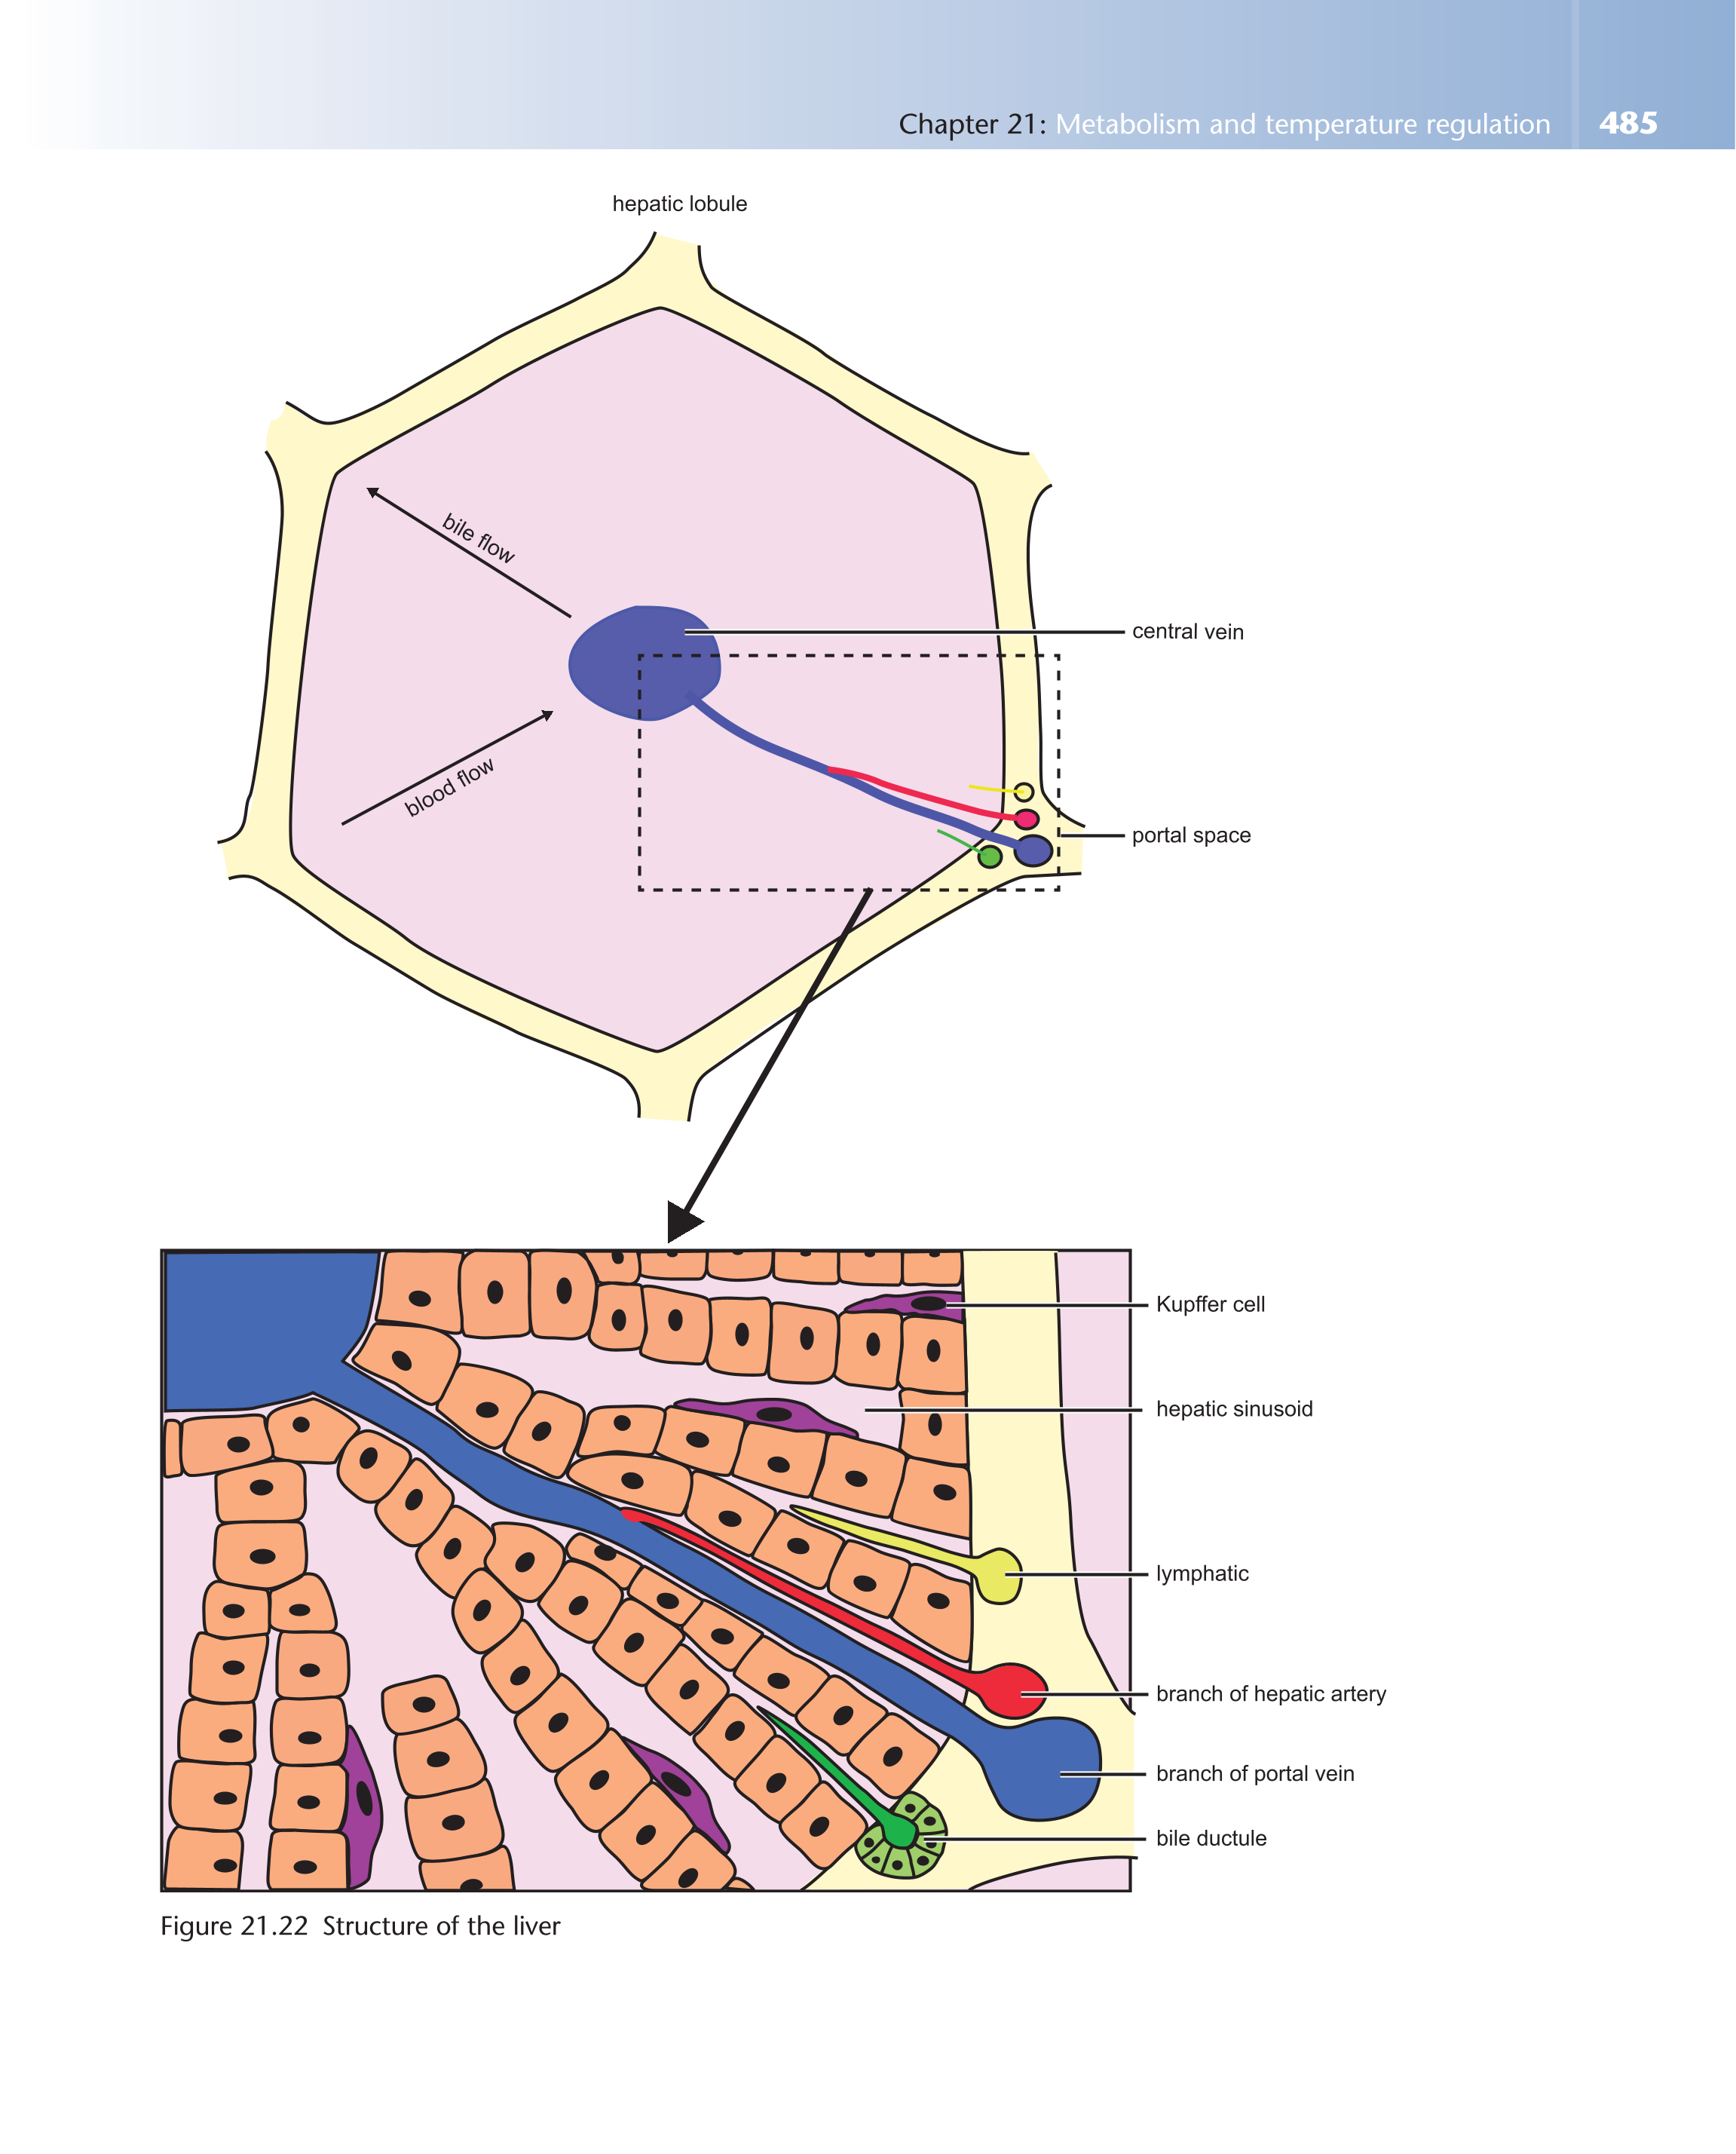 Chapter 21: Metabolism and temperature regulation 485
hepatic lobule
bile flow
central vein
blood flow
portal space
Kupffer cell
hepatic sinusoid
lymphatic
branch of hepatic artery
branch of portal vein
bile ductule
Figure 21.22 Structure of the liver